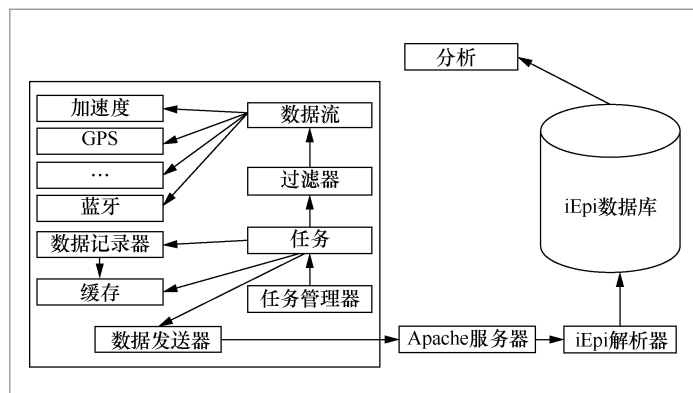 分析
加速度
数据流
GPS
…
过滤器
蓝牙
iEpi数据库
数据记录器
任务
缓存
任务管理器
数据发送器
Apache服务器
iEpi解析器